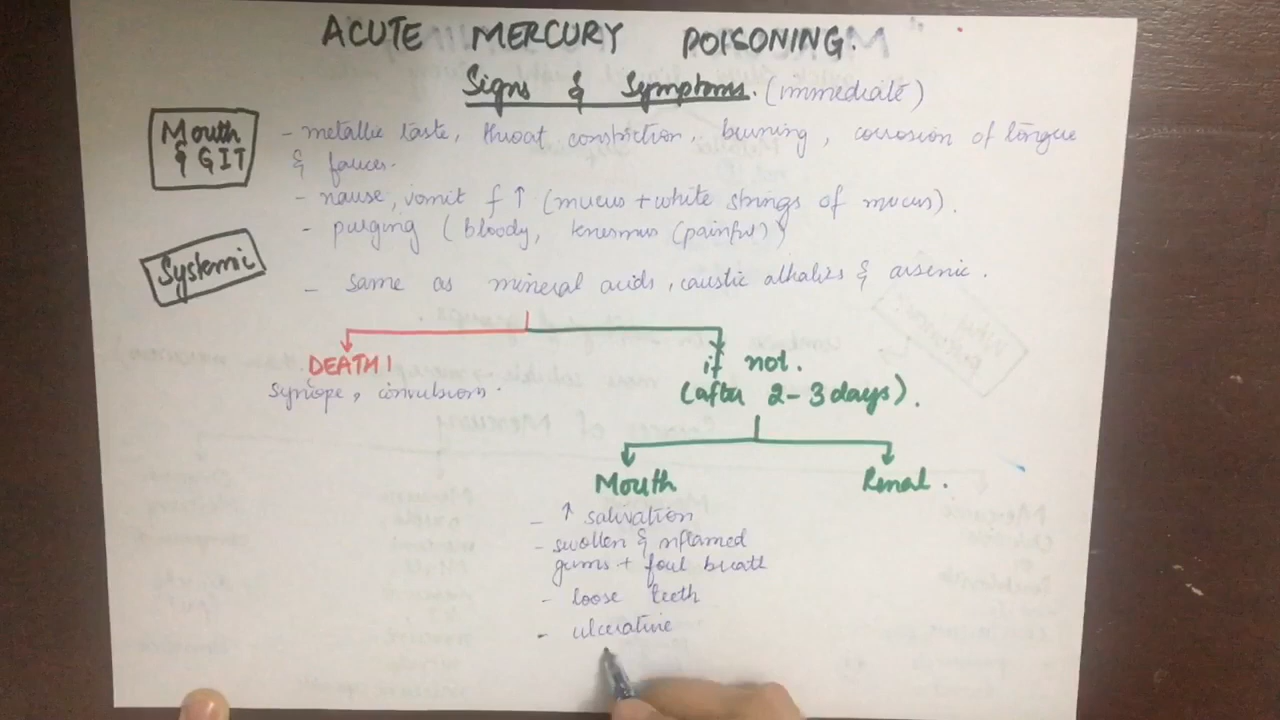 ACUTE MERCURY POISONING.
Signs & Symptoms. (immediate)
Mouth & GIT
- metallic taste, throat constriction, burning, corrosion of tongue
& fauces.
- nause, vomit f ↑ (mucus + white strings of mucus).
- purging (bloody, tenesmus (painful))
Systemic
- same as mineral acids, caustic alkalies & arsenic.
DEATH!
syncope, convulsions.
if not.
(after 2-3 days).
Mouth
Renal.
- ↑ salivation
- swollen & inflamed
gums + foul breath
- loose teeth
- ulcerative